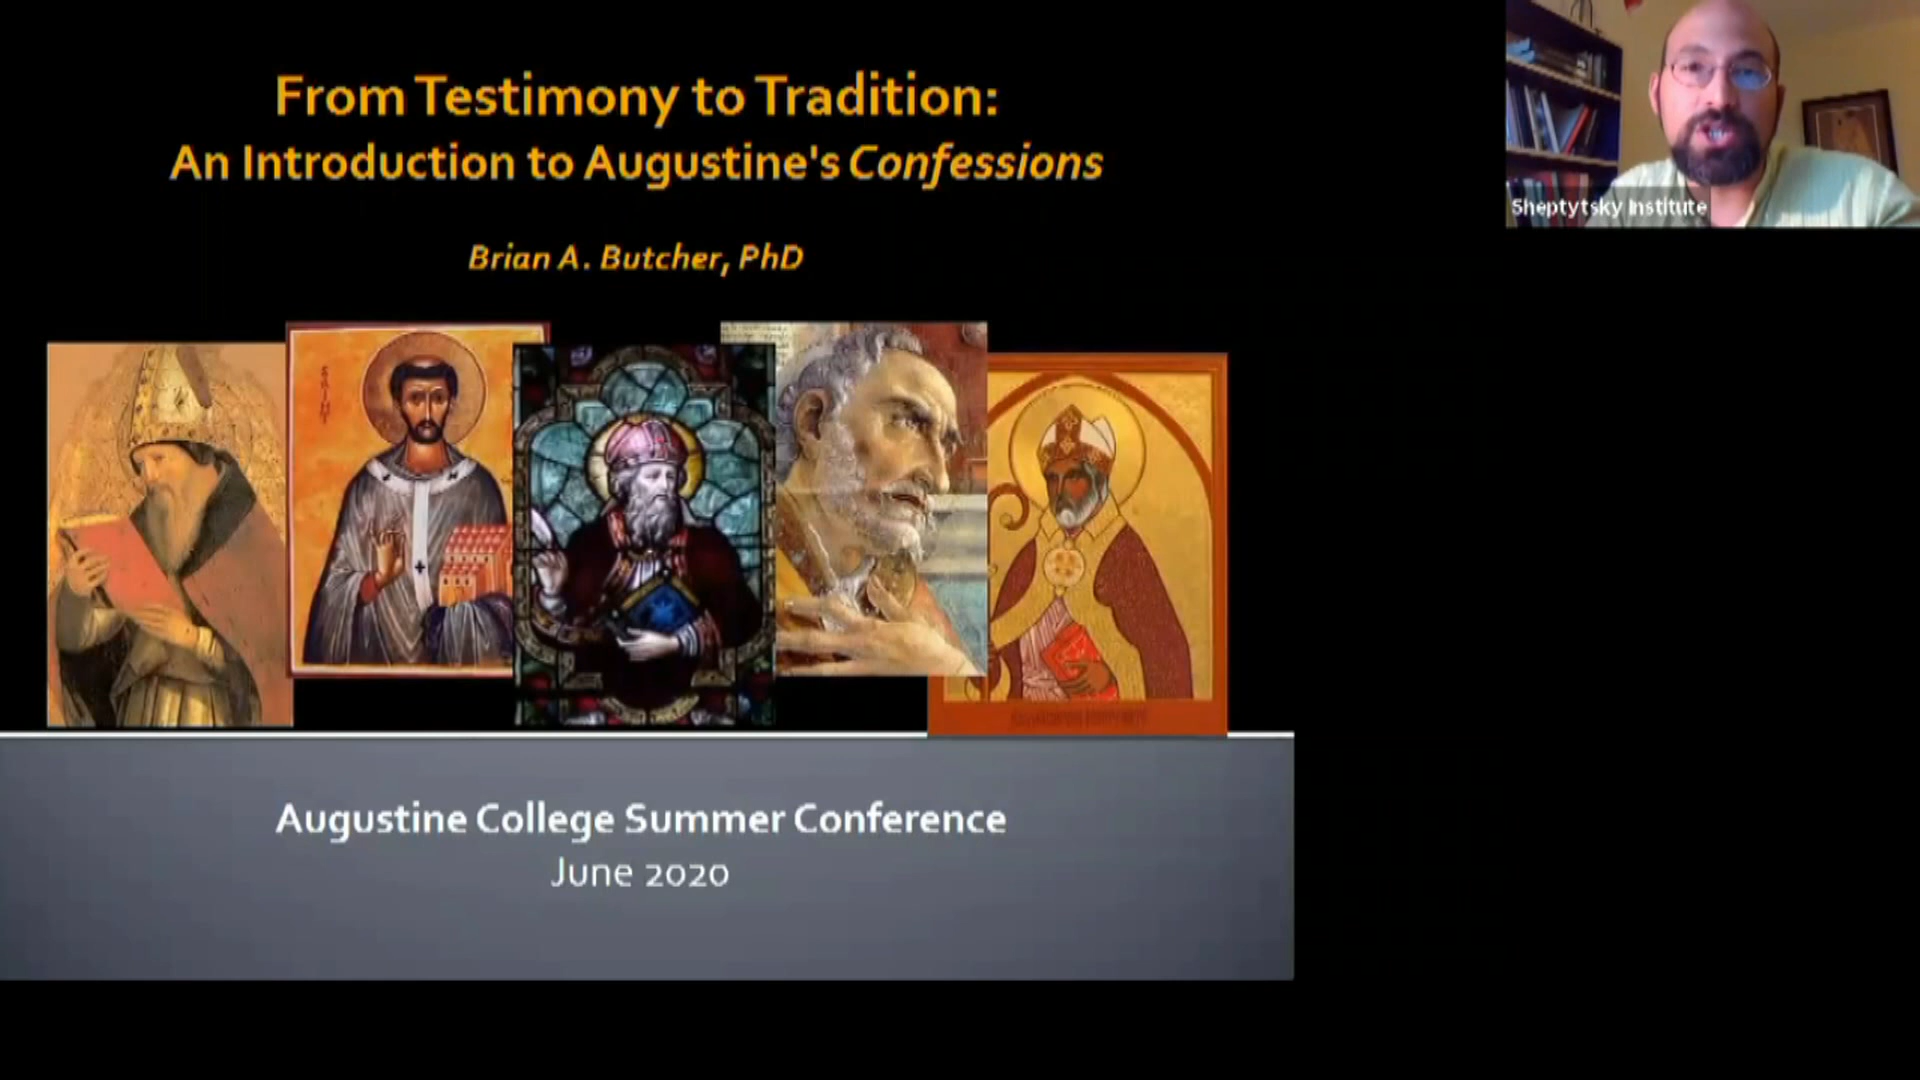 From Testimony to Tradition:
An Introduction to Augustine's Confessions
Brian A. Butcher, PhD
Sheptytsky Institute
SAINT
Augustine College Summer Conference
June 2020